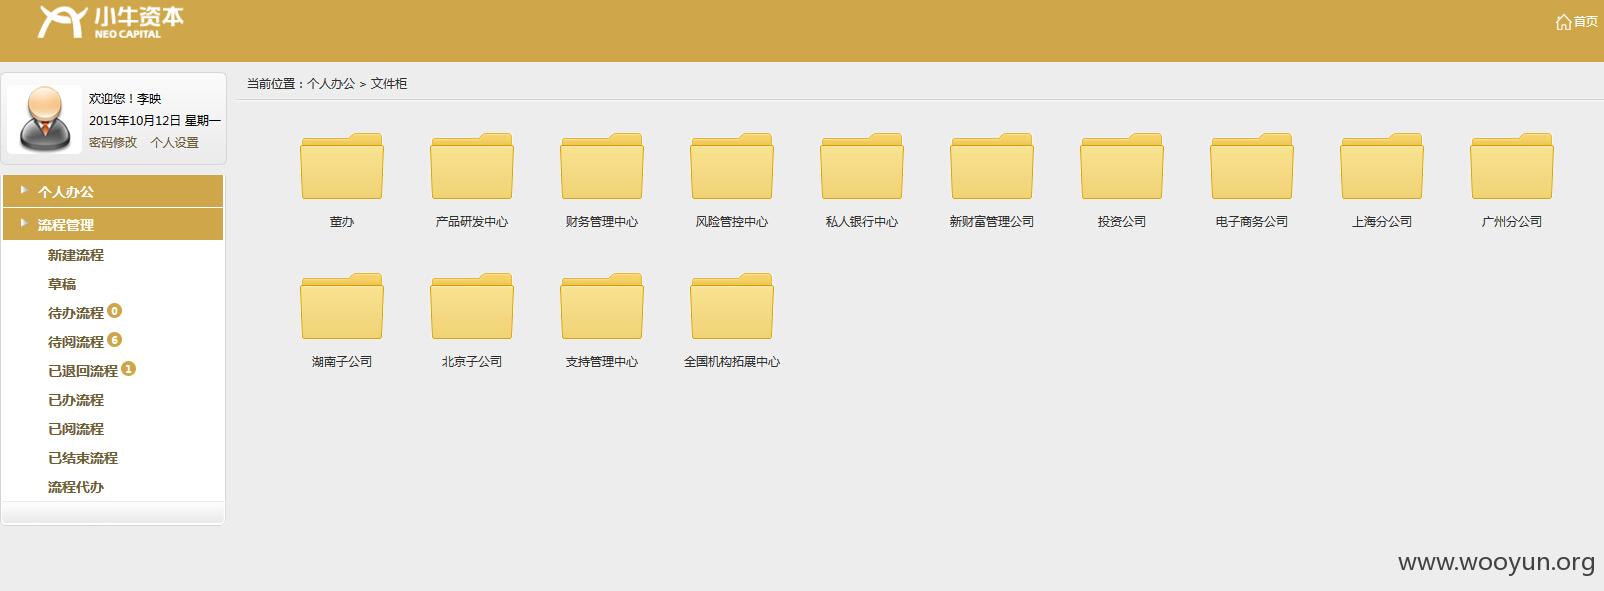 小牛资本
NEO CAPITAL
首页
欢迎您！李映
2015年10月12日 星期一
密码修改 个人设置
当前位置：个人办公 > 文件柜
个人办公
流程管理
新建流程
草稿
待办流程 0
待阅流程 6
已退回流程 1
已办流程
已阅流程
已结束流程
流程代办
董办 产品研发中心 财务管理中心 风险管控中心 私人银行中心 新财富管理公司 投资公司 电子商务公司 上海分公司 广州分公司
湖南子公司 北京子公司 支持管理中心 全国机构拓展中心
www.wooyun.org